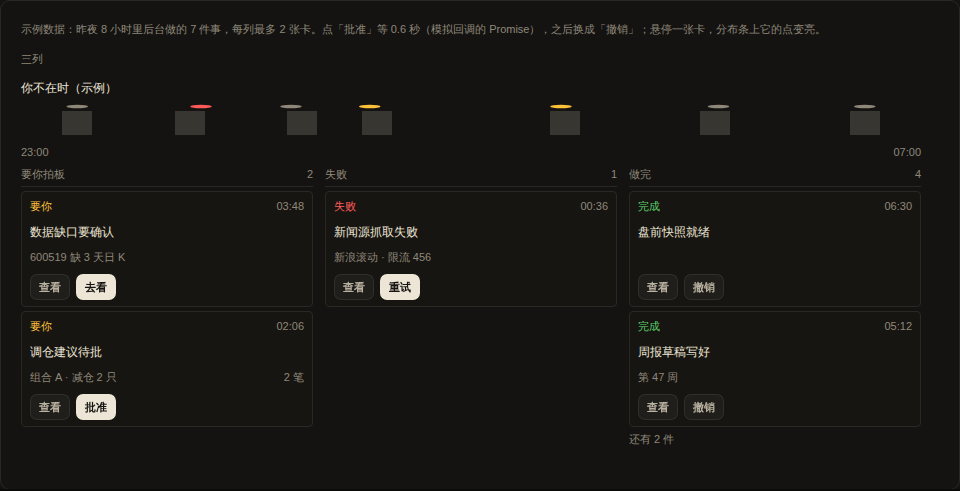 示例数据：昨夜 8 小时里后台做的 7 件事，每列最多 2 张卡。点「批准」等 0.6 秒（模拟回调的 Promise），之后换成「撤销」；悬停一张卡，分布条上它的点变亮。
三列
你不在时（示例）
23:00 07:00
要你拍板 2 失败 1 做完 4
要你 03:48
数据缺口要确认
600519 缺 3 天日 K
查看 去看
要你 02:06
调仓建议待批
组合 A · 减仓 2 只 2 笔
查看 批准
失败 00:36
新闻源抓取失败
新浪滚动 · 限流 456
查看 重试
完成 06:30
盘前快照就绪
查看 撤销
完成 05:12
周报草稿写好
第 47 周
查看 撤销
还有 2 件